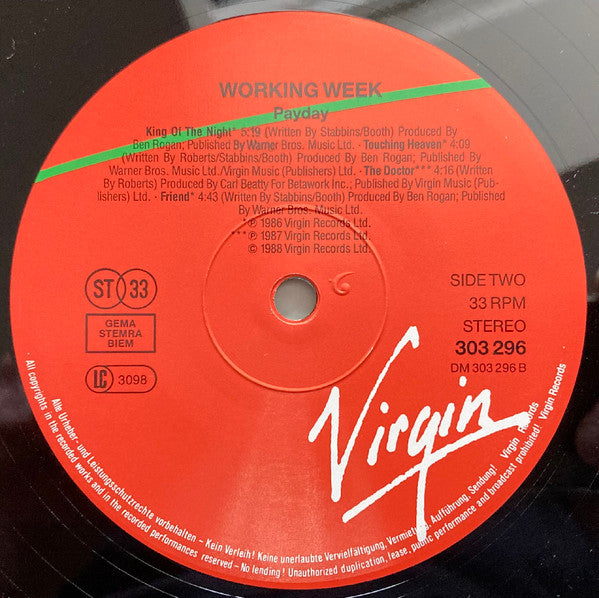 WORKING WEEK
Payday
King Of The Night* 5:19 (Written By Stabbins/Booth) Produced By
Ben Rogan; Published By Warner Bros. Music Ltd. · Touching Heaven* 4:09
(Written By Roberts/Stabbins/Booth) Produced By Ben Rogan; Published By
Warner Bros. Music Ltd./Virgin Music (Publishers) Ltd. · The Doctor*** 4:16 (Written
By Roberts) Produced By Carl Beatty For Betawork Inc.; Published By Virgin Music (Pub-
lishers) Ltd. · Friend* 4:43 (Written By Stabbins/Booth) Produced By Ben Rogan; Published
By Warner Bros. Music Ltd.
*℗ 1986 Virgin Records Ltd.
***℗ 1987 Virgin Records Ltd.
© 1988 Virgin Records Ltd.
ST 33
GEMA
STEMRA
BIEM
LC 3098
SIDE TWO
33 RPM
STEREO
303 296
DM 303 296 B
Virgin
Alle Urheber- und Leistungsschutzrechte vorbehalten – Kein Verleih! Keine unerlaubte Vervielfältigung, Vermietung, Aufführung, Sendung! Virgin Records
All copyrights in the recorded works and in the recorded performances reserved – No lending! Unauthorized duplication, lease, public performance and broadcast prohibited! Virgin Records